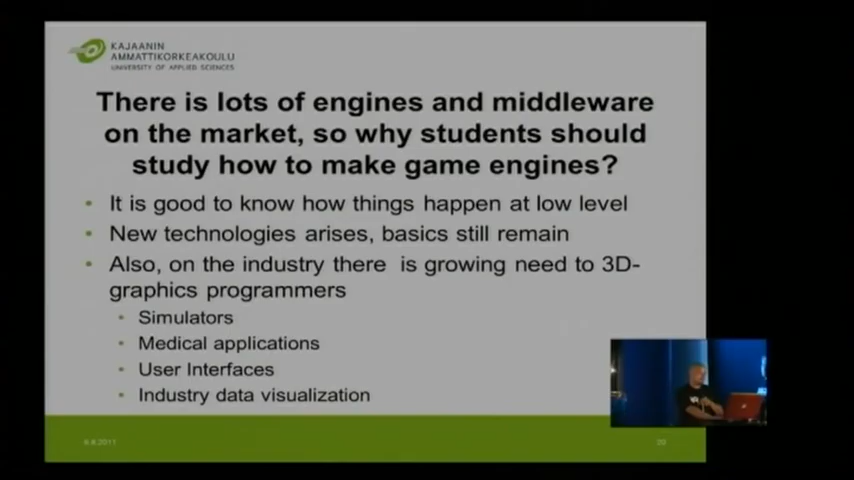 KAJAANIN
AMMATTIKORKEAKOULU
UNIVERSITY OF APPLIED SCIENCES
There is lots of engines and middleware
on the market, so why students should
study how to make game engines?
• It is good to know how things happen at low level
• New technologies arises, basics still remain
• Also, on the industry there is growing need to 3D-
graphics programmers
• Simulators
• Medical applications
• User Interfaces
• Industry data visualization